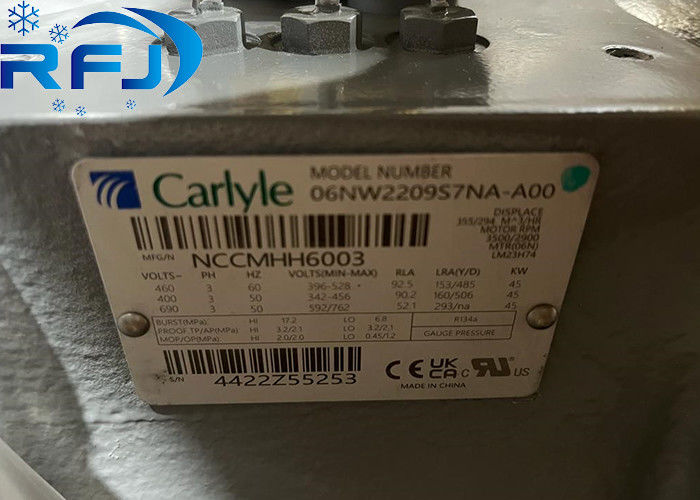 RFJ
Carlyle
MODEL NUMBER
06NW2209S7NA-A00
DISPLACE
355/294 M^3/HR
MOTOR RPM
3500/2900
MTR(06N)
LM23H74
MFG/N NCCMHH6003
VOLTS~ PH HZ VOLTS(MIN-MAX) RLA LRA(Y/D) KW
460 3 60 396-528 92.5 153/485 45
400 3 50 342-456 90.2 160/506 45
690 3 50 592/762 52.1 293/na 45
BURST(MPa) HI 17.2 LO 6.8 R134a
PROOF,TP/AP(MPa) HI 3.2/2.1 LO 3.2/2.1 GAUGE PRESSURE
MOP/OP(MPa) HI 2.0/2.0 LO 0.45/1.2
S/N 4422Z55253
CE UK CA c RU US
MADE IN CHINA